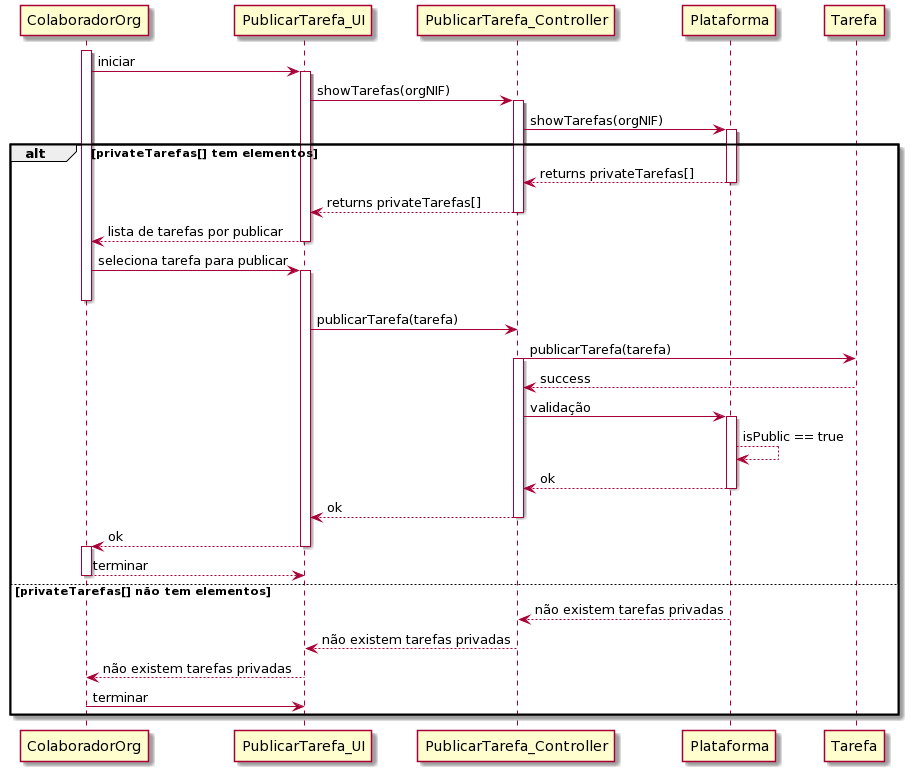 ColaboradorOrg
PublicarTarefa_UI
PublicarTarefa_Controller
Plataforma
Tarefa
iniciar
showTarefas(orgNIF)
showTarefas(orgNIF)
alt
[privateTarefas[] tem elementos]
returns privateTarefas[]
returns privateTarefas[]
lista de tarefas por publicar
seleciona tarefa para publicar
publicarTarefa(tarefa)
publicarTarefa(tarefa)
success
validação
isPublic == true
ok
ok
ok
terminar
[privateTarefas[] não tem elementos]
não existem tarefas privadas
não existem tarefas privadas
não existem tarefas privadas
terminar
ColaboradorOrg
PublicarTarefa_UI
PublicarTarefa_Controller
Plataforma
Tarefa